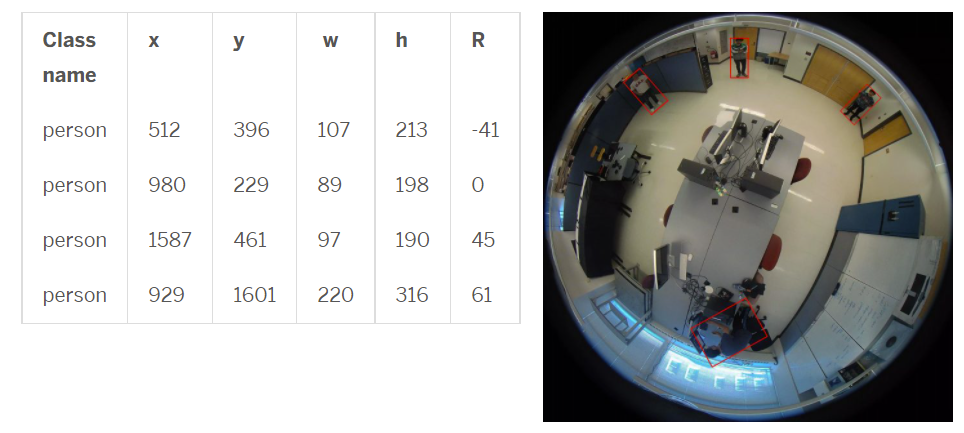 Class name x y w h R
person 512 396 107 213 -41
person 980 229 89 198 0
person 1587 461 97 190 45
person 929 1601 220 316 61